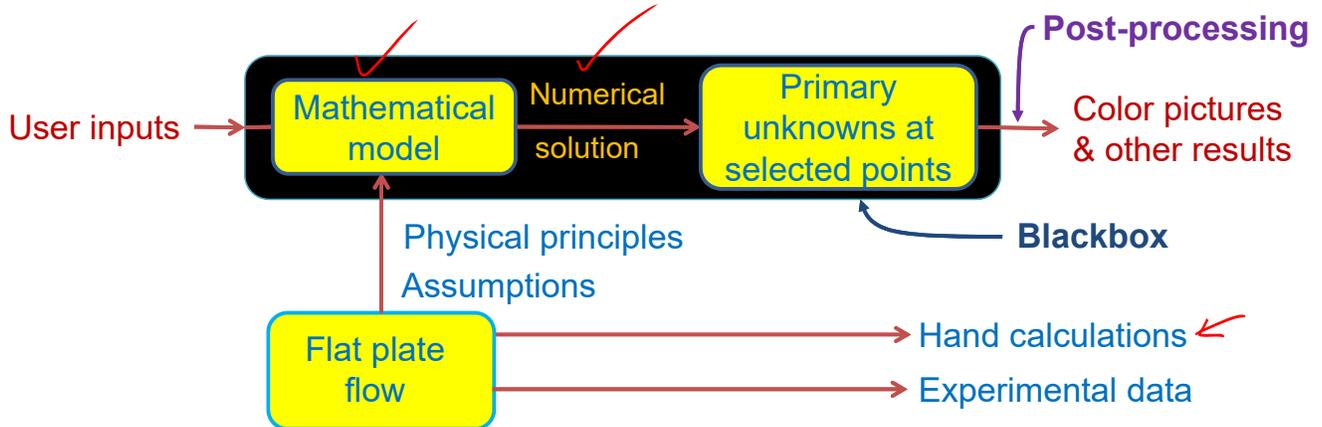 Post-processing
User inputs
Mathematical
model
Numerical
solution
Primary
unknowns at
selected points
Color pictures
& other results
Physical principles
Assumptions
Blackbox
Flat plate
flow
Hand calculations
Experimental data